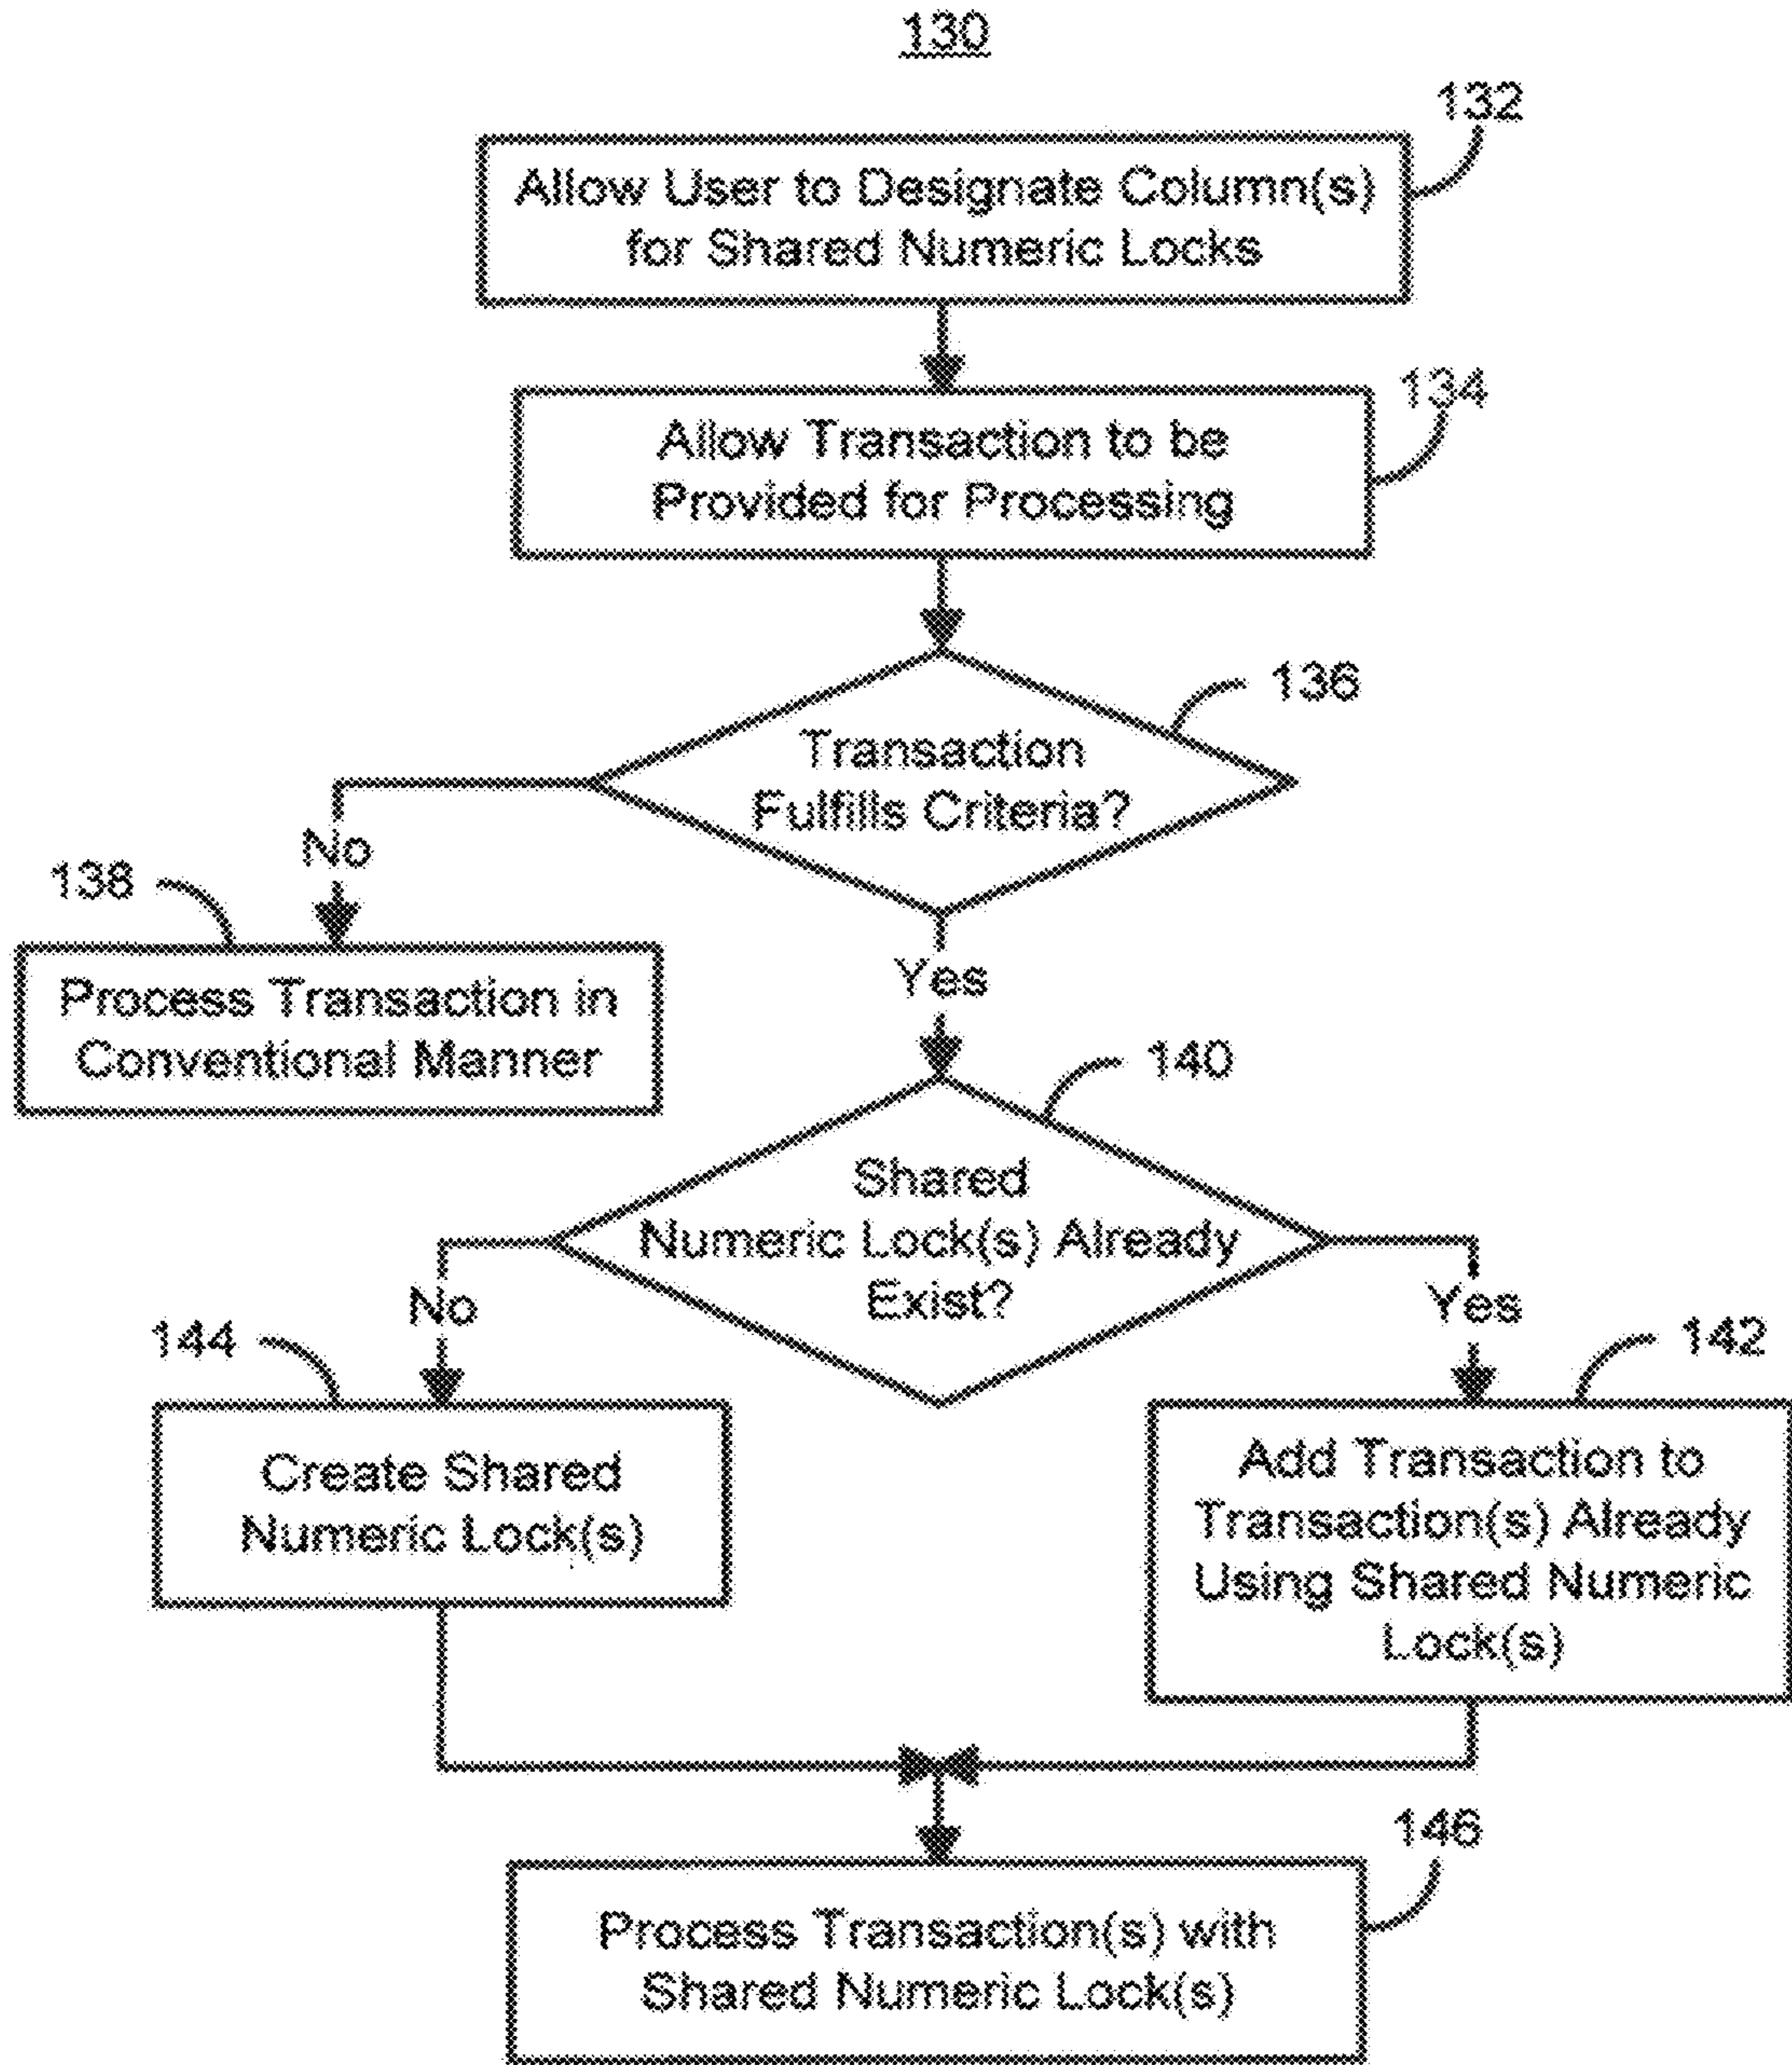 130
132
Allow User to Designate Column(s)
for Shared Numeric Locks
134
Allow Transaction to be
Provided for Processing
136
Transaction
Fulfills Criteria?
No
138
Process Transaction in
Conventional Manner
Yes
140
Shared
Numeric Lock(s) Already
Exist?
No
Yes
144
142
Create Shared
Numeric Lock(s)
Add Transaction to
Transaction(s) Already
Using Shared Numeric
Lock(s)
146
Process Transaction(s) with
Shared Numeric Lock(s)